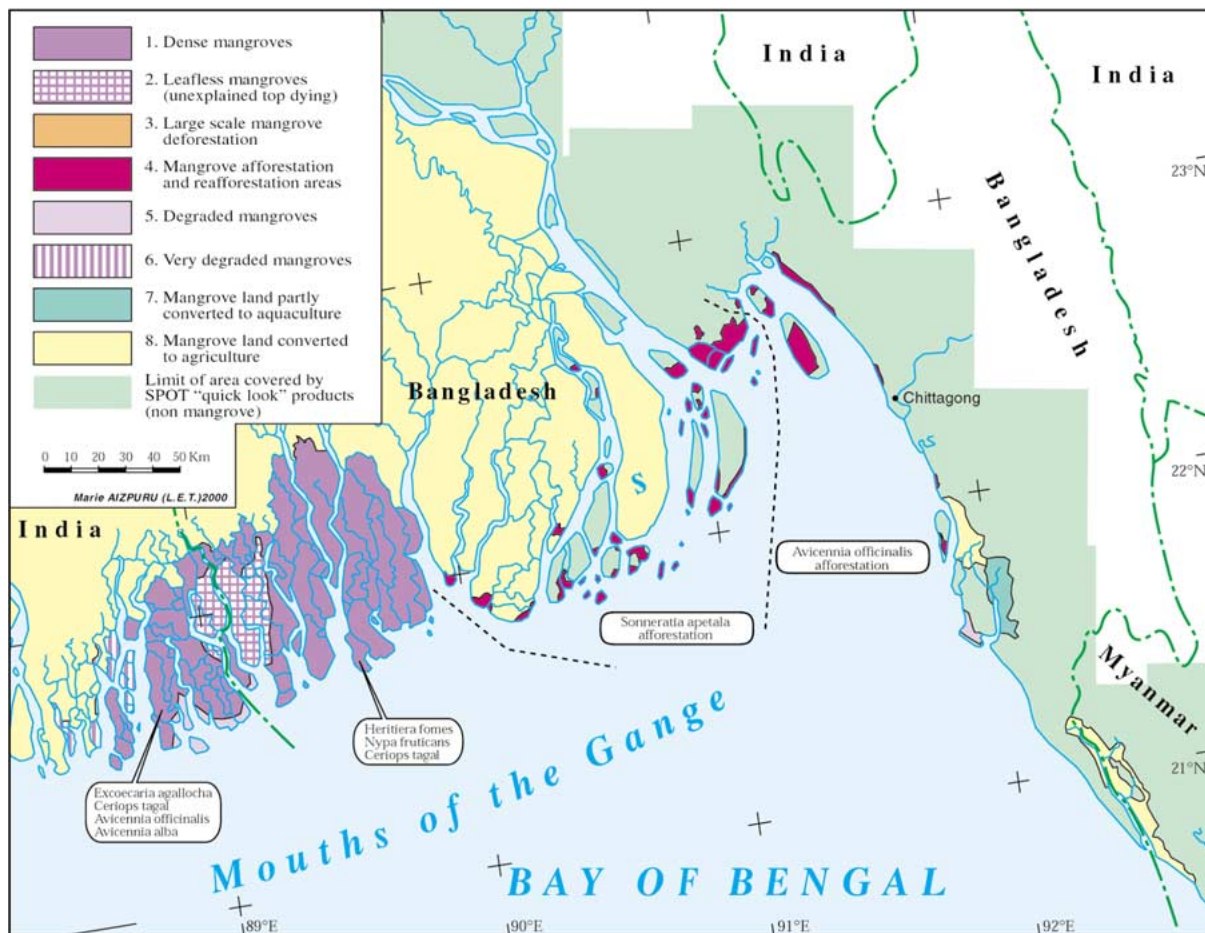 1. Dense mangroves
2. Leafless mangroves
(unexplained top dying)
3. Large scale mangrove
deforestation
4. Mangrove afforestation
and reafforestation areas
5. Degraded mangroves
6. Very degraded mangroves
7. Mangrove land partly
converted to aquaculture
8. Mangrove land converted
to agriculture
Limit of area covered by
SPOT "quick look" products
(non mangrove)
0 10 20 40 50 Km
Marie AIZPURU (L.E.T.)2000
India
India
Bangladesh
23°N
Bangladesh
Chittagong
22°N
India
S
Avicennia officinalis
afforestation
Sonneratia apetala
afforestation
Myanmar
Heritiera fomes
Nypa fruticans
Ceriops tagal
21°N
Excoecaria agallocha
Ceriops tagal
Avicennia officinalis
Avicennia alba
Mouths of the Gange
BAY OF BENGAL
89°E
90°E
91°E
92°E